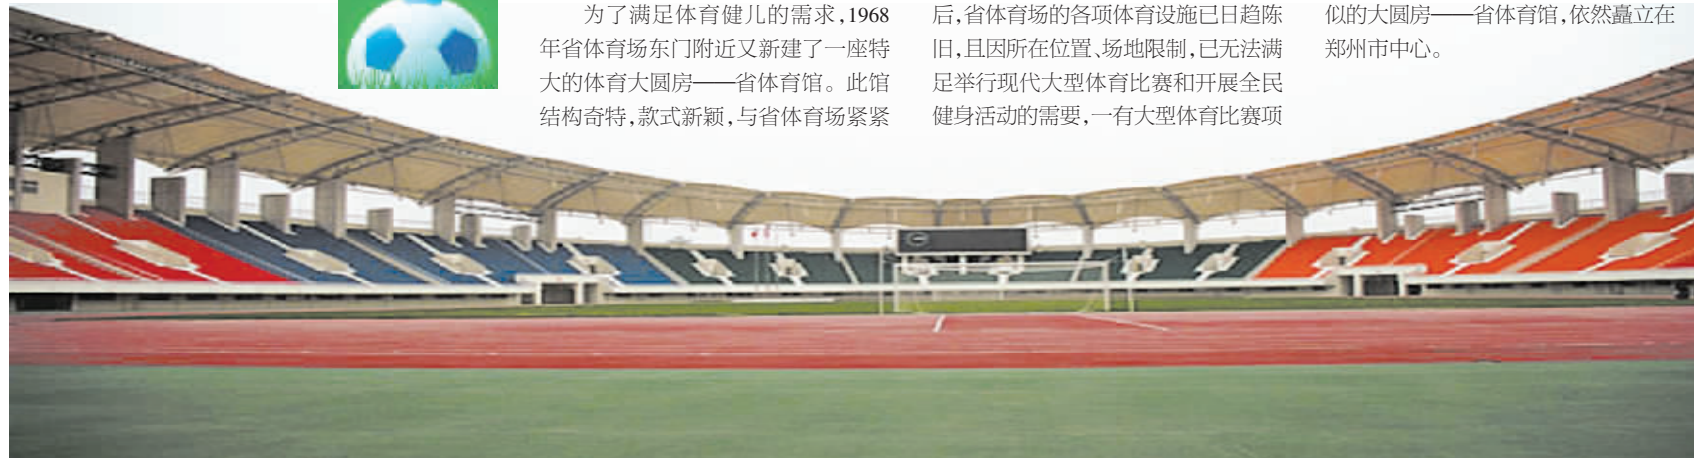 为了满足体育健儿的需求,1968
年省体育场东门附近又新建了一座特
大的体育大圆房——省体育馆。此馆
结构奇特,款式新颖,与省体育场紧紧
后,省体育场的各项体育设施已日趋陈
旧,且因所在位置、场地限制,已无法满
足举行现代大型体育比赛和开展全民
健身活动的需要,一有大型体育比赛项
似的大圆房——省体育馆,依然矗立在
郑州市中心。